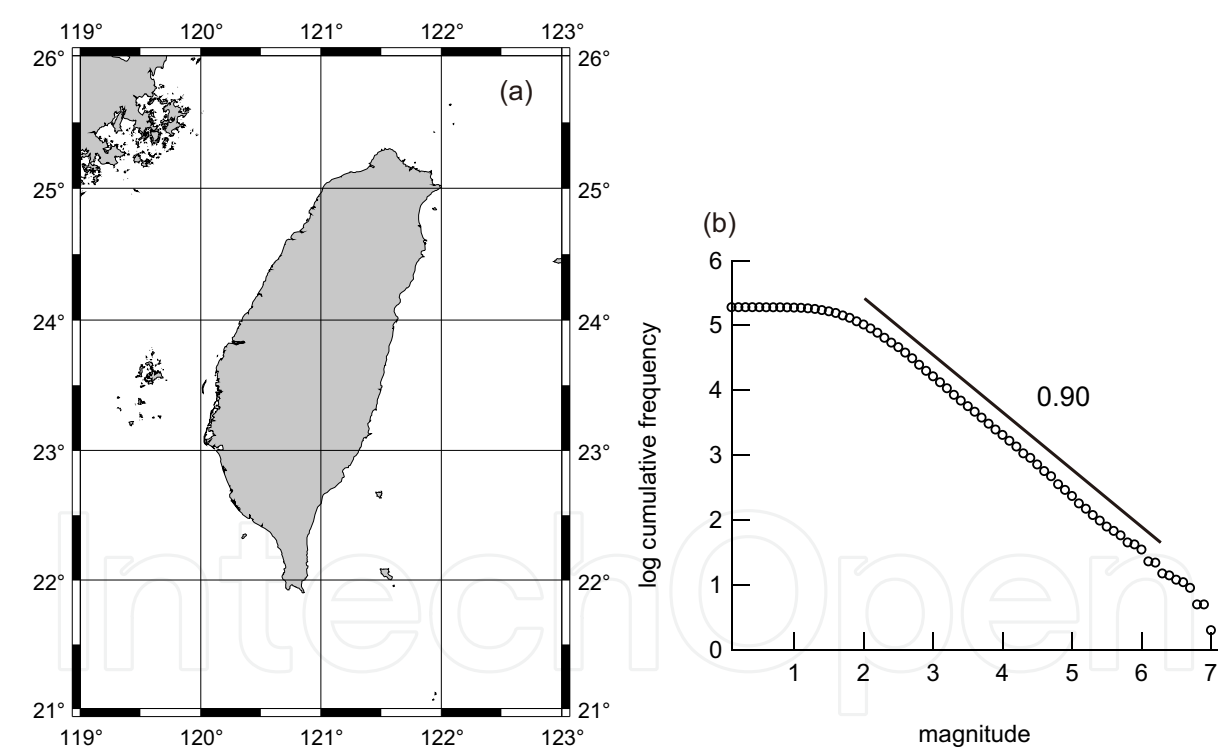 119° 120° 121° 122° 123°
26° 26°
(a)
25° 25°
24° 24°
23° 23°
22° 22°
21° 21°
119° 120° 121° 122° 123°
(b)
6
5
4
3
2
1
0
log cumulative frequency
0.90
1 2 3 4 5 6 7
magnitude
IntechOpen